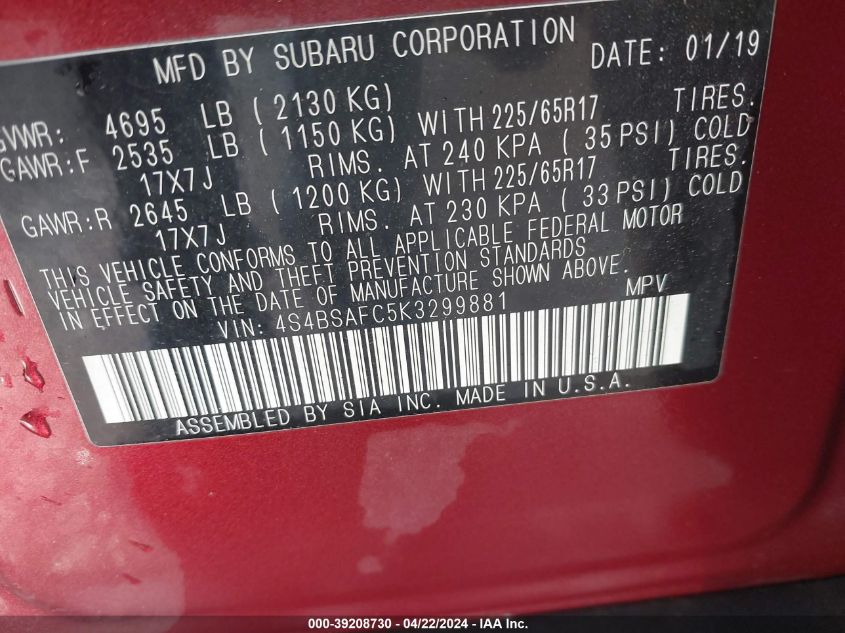 MFD BY SUBARU CORPORATION DATE: 01/19
GVWR: 4695 LB ( 2130 KG)
GAWR:F 2535 LB ( 1150 KG) WITH 225/65R17 TIRES.
17X7J RIMS. AT 240 KPA ( 35 PSI) COLD
GAWR:R 2645 LB ( 1200 KG) WITH 225/65R17 TIRES.
17X7J RIMS. AT 230 KPA ( 33 PSI) COLD
THIS VEHICLE CONFORMS TO ALL APPLICABLE FEDERAL MOTOR
VEHICLE SAFETY AND THEFT PREVENTION STANDARDS
IN EFFECT ON THE DATE OF MANUFACTURE SHOWN ABOVE.
VIN: 4S4BSAFC5K3299881 MPV
ASSEMBLED BY SIA INC. MADE IN U.S.A.
000-39208730 - 04/22/2024 - IAA Inc.